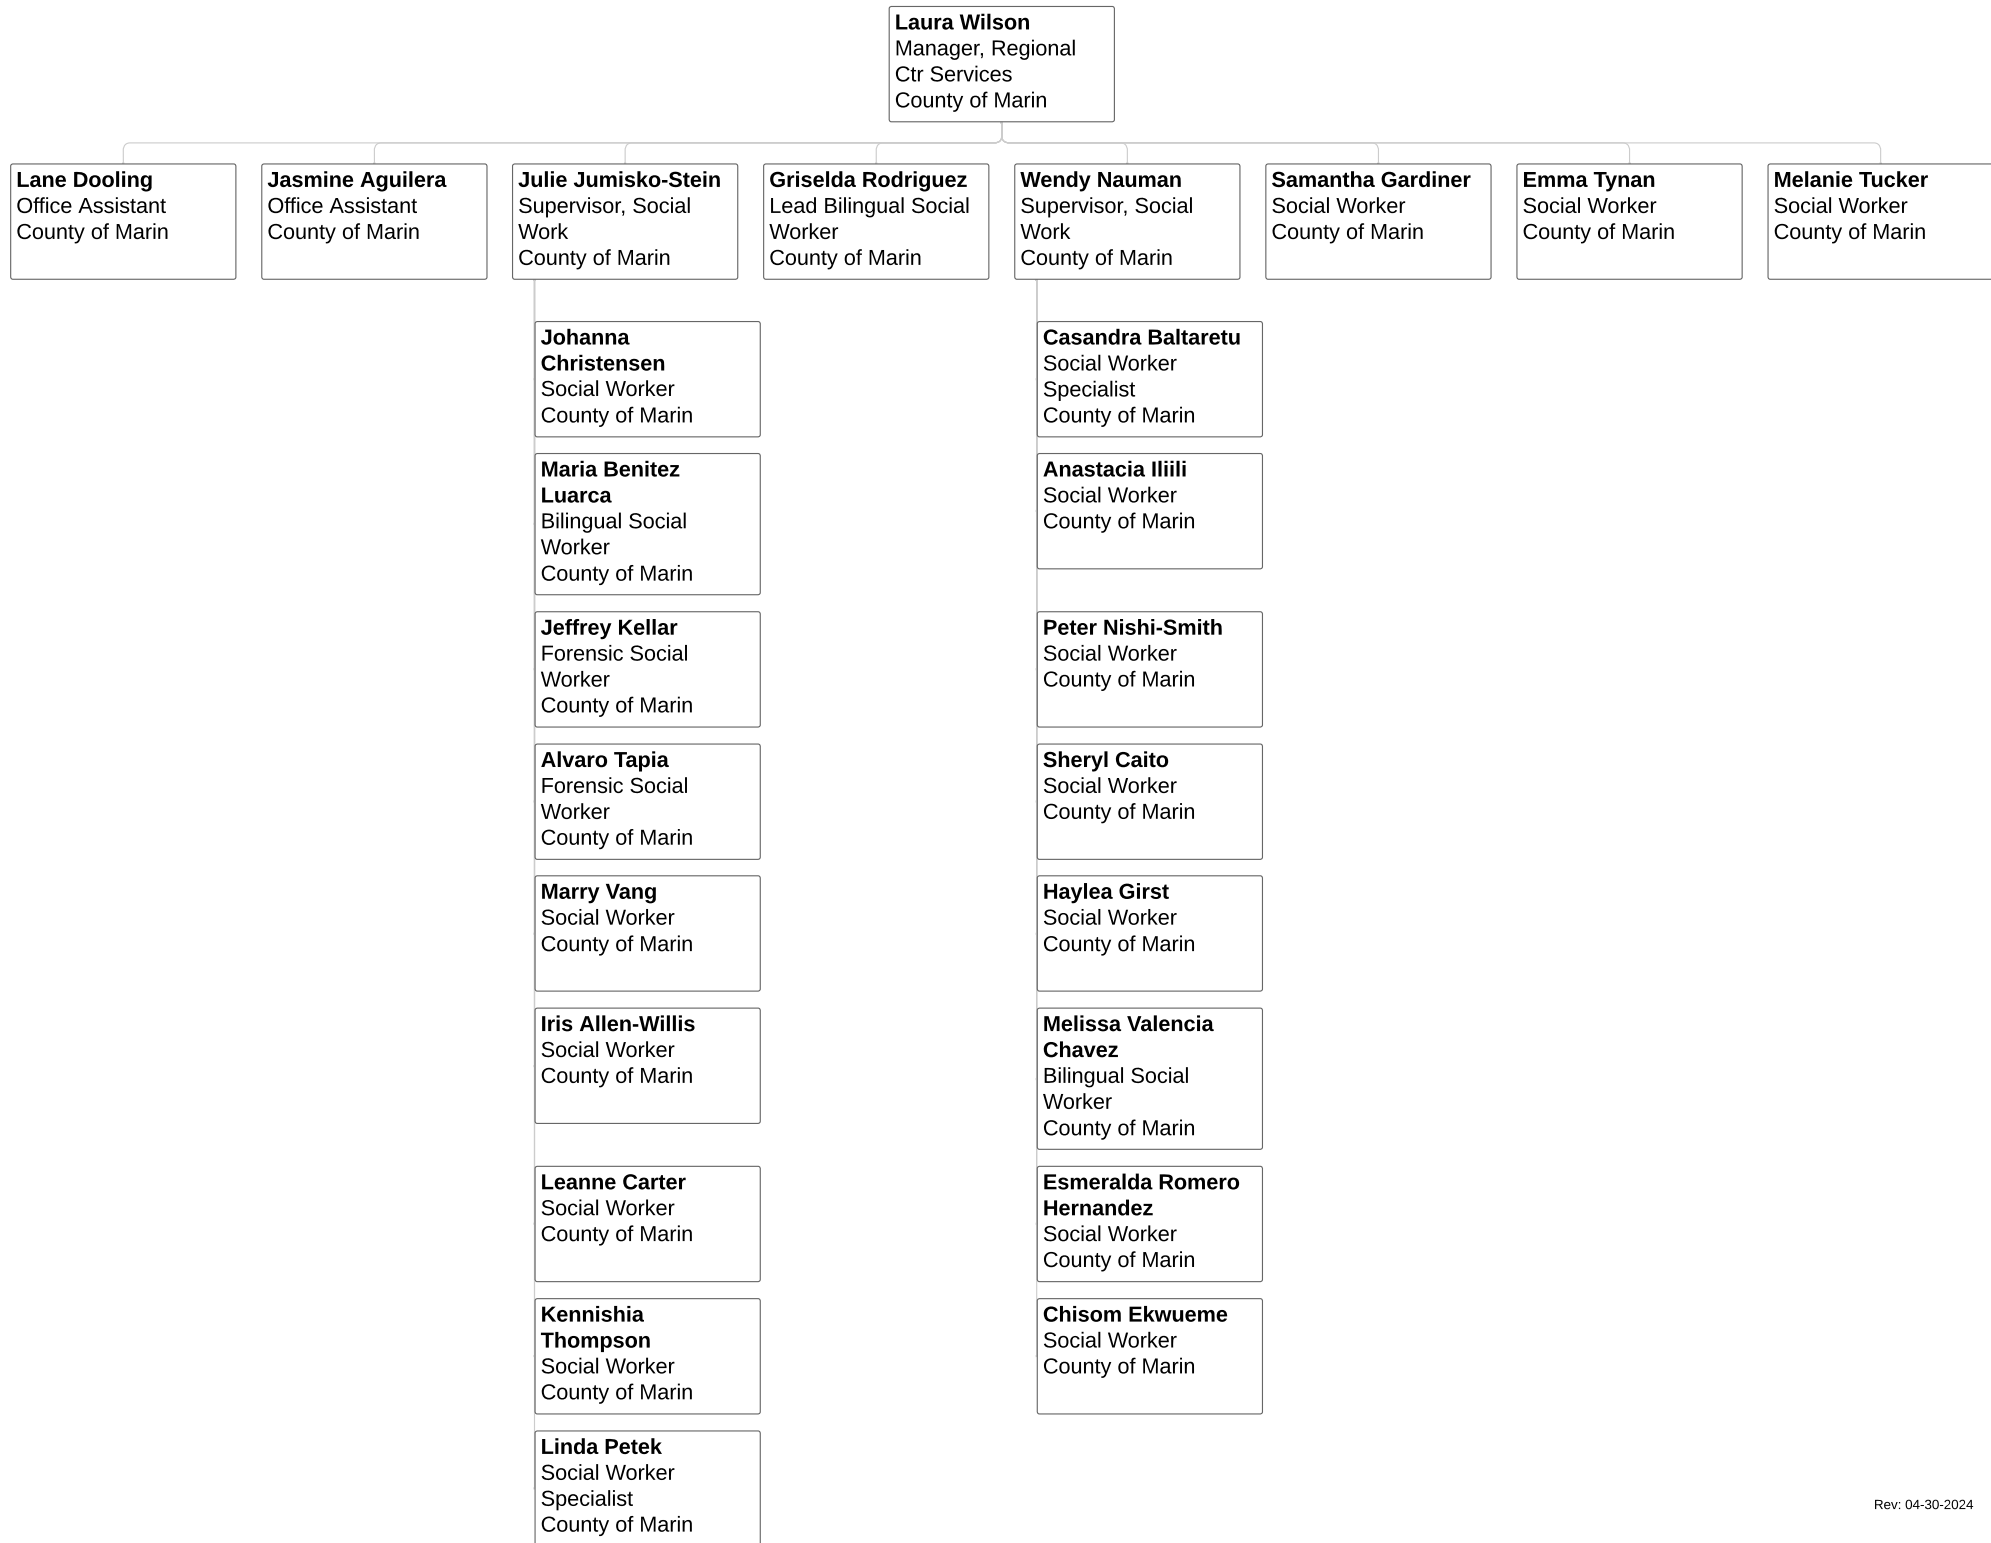 Laura Wilson
Manager, Regional
Ctr Services
County of Marin
Lane Dooling
Office Assistant
County of Marin
Jasmine Aguilera
Office Assistant
County of Marin
Julie Jumisko-Stein
Supervisor, Social
Work
County of Marin
Griselda Rodriguez
Lead Bilingual Social
Worker
County of Marin
Wendy Nauman
Supervisor, Social
Work
County of Marin
Samantha Gardiner
Social Worker
County of Marin
Emma Tynan
Social Worker
County of Marin
Melanie Tucker
Social Worker
County of Marin
Johanna
Christensen
Social Worker
County of Marin
Maria Benitez
Luarca
Bilingual Social
Worker
County of Marin
Jeffrey Kellar
Forensic Social
Worker
County of Marin
Alvaro Tapia
Forensic Social
Worker
County of Marin
Marry Vang
Social Worker
County of Marin
Iris Allen-Willis
Social Worker
County of Marin
Leanne Carter
Social Worker
County of Marin
Kennishia
Thompson
Social Worker
County of Marin
Linda Petek
Social Worker
Specialist
County of Marin
Casandra Baltaretu
Social Worker
Specialist
County of Marin
Anastacia Iliili
Social Worker
County of Marin
Peter Nishi-Smith
Social Worker
County of Marin
Sheryl Caito
Social Worker
County of Marin
Haylea Girst
Social Worker
County of Marin
Melissa Valencia
Chavez
Bilingual Social
Worker
County of Marin
Esmeralda Romero
Hernandez
Social Worker
County of Marin
Chisom Ekwueme
Social Worker
County of Marin
Rev: 04-30-2024